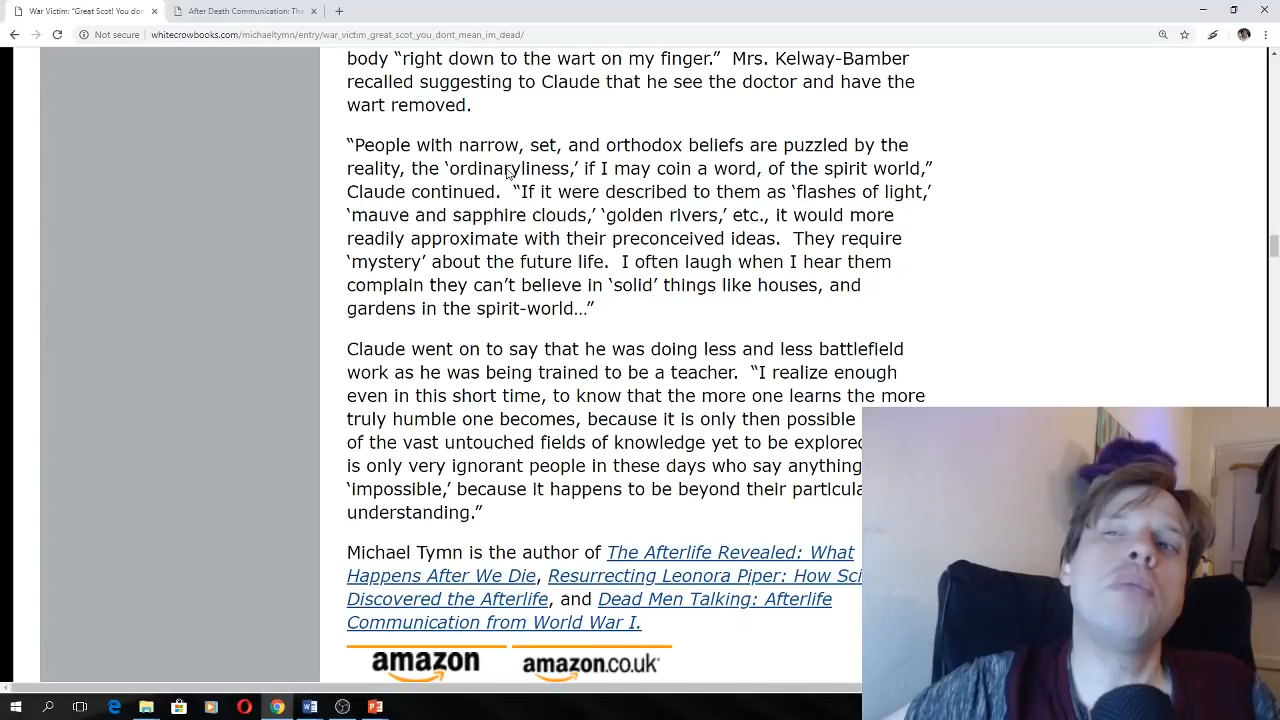 War Victim: "Great Scot! You don
After Death Communication: The
Not secure
whitecrowbooks.com/michaeltymn/entry/war_victim_great_scot_you_dont_mean_im_dead/
body “right down to the wart on my finger.”  Mrs. Kelway-Bamber
recalled suggesting to Claude that he see the doctor and have the
wart removed.
“People with narrow, set, and orthodox beliefs are puzzled by the
reality, the ‘ordinaryliness,’ if I may coin a word, of the spirit world,”
Claude continued.  “If it were described to them as ‘flashes of light,’
‘mauve and sapphire clouds,’ ‘golden rivers,’ etc., it would more
readily approximate with their preconceived ideas.  They require
‘mystery’ about the future life.  I often laugh when I hear them
complain they can’t believe in ‘solid’ things like houses, and
gardens in the spirit-world…”
Claude went on to say that he was doing less and less battlefield
work as he was being trained to be a teacher.  “I realize enough
even in this short time, to know that the more one learns the more
truly humble one becomes, because it is only then possible
of the vast untouched fields of knowledge yet to be explored
is only very ignorant people in these days who say anything
‘impossible,’ because it happens to be beyond their particula
understanding.”
Michael Tymn is the author of The Afterlife Revealed: What
Happens After We Die, Resurrecting Leonora Piper: How Sci
Discovered the Afterlife, and Dead Men Talking: Afterlife
Communication from World War I.
amazon
amazon.co.uk